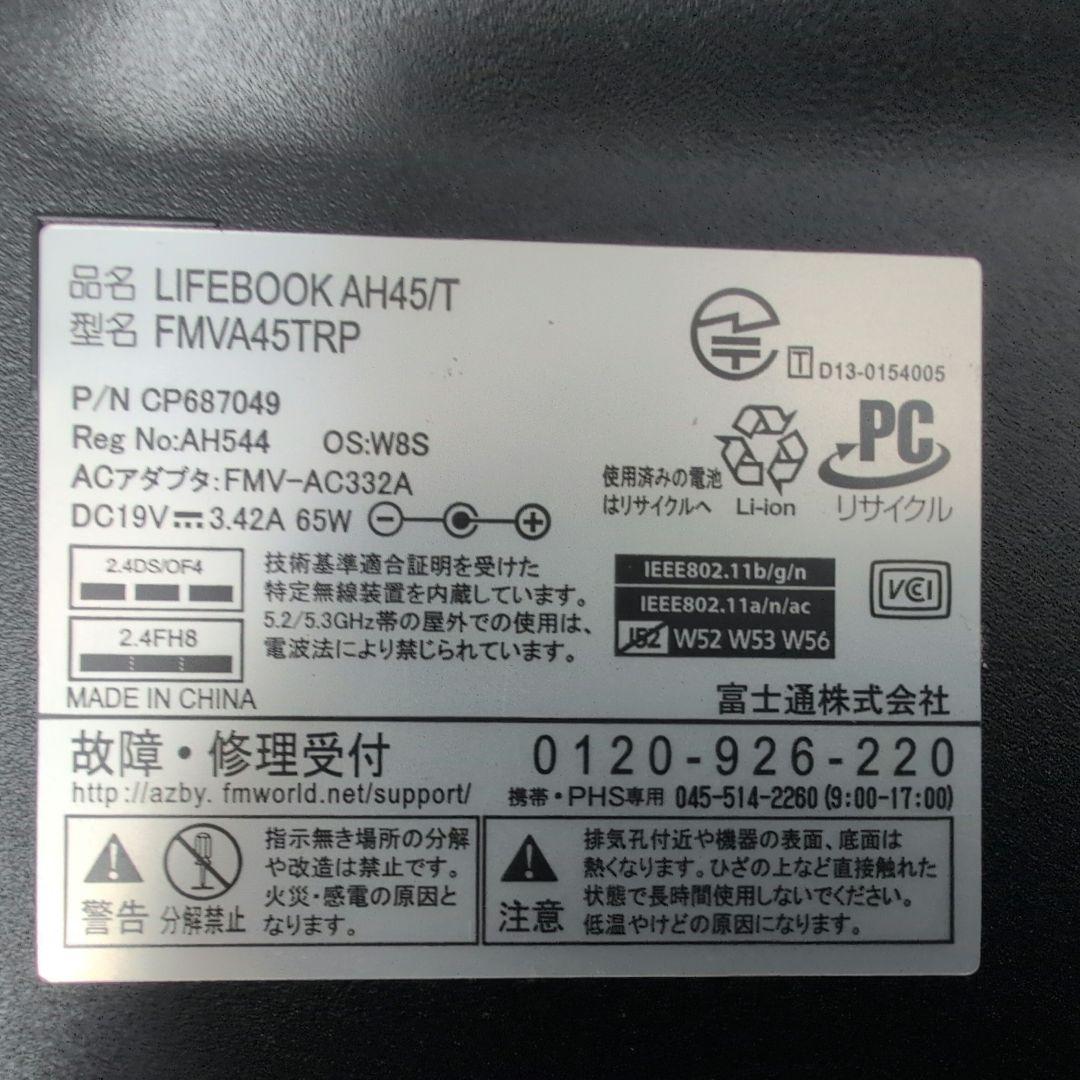 品名 LIFEBOOK AH45/T
型名 FMVA45TRP
P/N CP687049
Reg No:AH544 OS:W8S
ACアダプタ:FMV-AC332A
DC19V 3.42A 65W
T D13-0154005
使用済みの電池
はリサイクルへ
Li-ion
PC
リサイクル
2.4DS/OF4
2.4FH8
MADE IN CHINA
技術基準適合証明を受けた
特定無線装置を内蔵しています。
5.2/5.3GHz帯の屋外での使用は、
電波法により禁じられています。
IEEE802.11b/g/n
IEEE802.11a/n/ac
J52 W52 W53 W56
VCCI
富士通株式会社
故障・修理受付 0120-926-220
http://azby.fmworld.net/support/ 携帯・PHS専用 045-514-2260(9:00-17:00)
警告
分解禁止
指示無き場所の分解
や改造は禁止です。
火災・感電の原因と
なります。
注意
排気孔付近や機器の表面、底面は
熱くなります。ひざの上など直接触れた
状態で長時間使用しないでください。
低温やけどの原因になります。